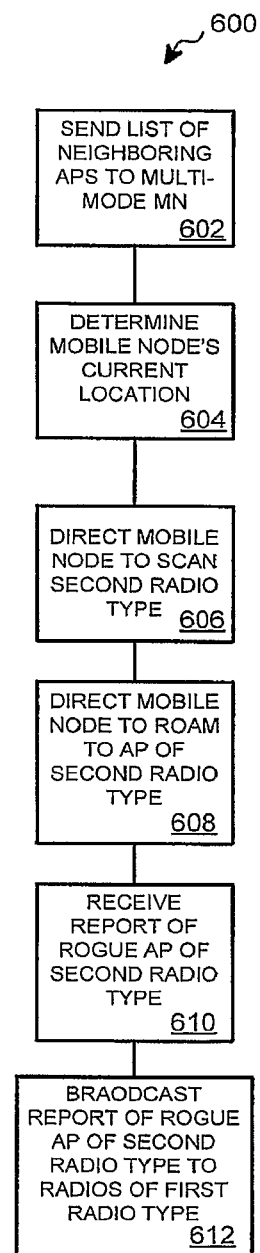 600
SEND LIST OF
NEIGHBORING
APS TO MULTI-
MODE MN
602
DETERMINE
MOBILE NODE'S
CURRENT
LOCATION
604
DIRECT MOBILE
NODE TO SCAN
SECOND RADIO
TYPE 606
DIRECT MOBILE
NODE TO ROAM
TO AP OF
SECOND RADIO
TYPE
608
RECEIVE
REPORT OF
ROGUE AP OF
SECOND RADIO
TYPE
610
BRAODCAST
REPORT OF ROGUE
AP OF SECOND
RADIO TYPE TO
RADIOS OF FIRST
RADIO TYPE
612